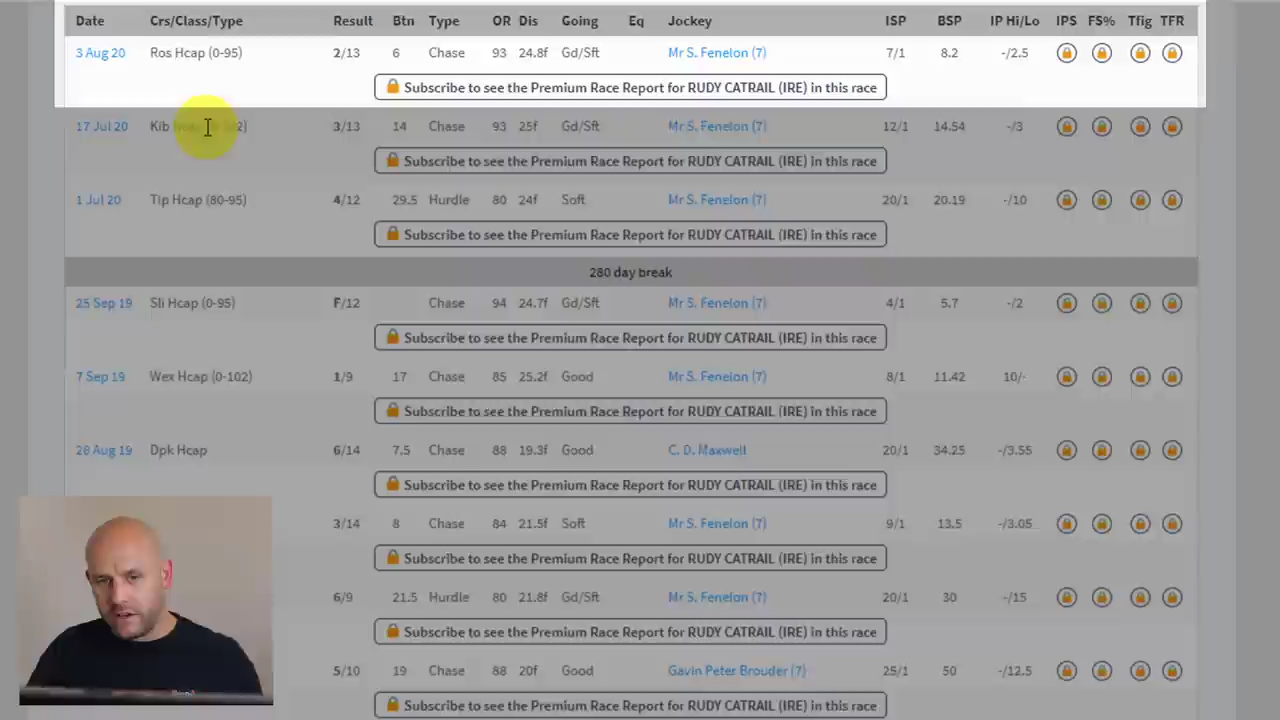 Date Crs/Class/Type Result Btn Type OR Dis Going Eq Jockey ISP BSP IP Hi/Lo IPS FS% Tfig TFR
3 Aug 20 Ros Hcap (0-95) 2/13 6 Chase 93 24.8f Gd/Sft Mr S. Fenelon (7) 7/1 8.2 -/2.5
Subscribe to see the Premium Race Report for RUDY CATRAIL (IRE) in this race
17 Jul 20 Kib 3/13 14 Chase 93 25f Gd/Sft Mr S. Fenelon (7) 12/1 14.54 -/3
Subscribe to see the Premium Race Report for RUDY CATRAIL (IRE) in this race
1 Jul 20 Tip Hcap (80-95) 4/12 29.5 Hurdle 80 24f Soft Mr S. Fenelon (7) 20/1 20.19 -/10
Subscribe to see the Premium Race Report for RUDY CATRAIL (IRE) in this race
280 day break
25 Sep 19 Sli Hcap (0-95) F/12 Chase 94 24.7f Gd/Sft Mr S. Fenelon (7) 4/1 5.7 -/2
Subscribe to see the Premium Race Report for RUDY CATRAIL (IRE) in this race
7 Sep 19 Wex Hcap (0-102) 1/9 17 Chase 85 25.2f Good Mr S. Fenelon (7) 8/1 11.42 10/-
Subscribe to see the Premium Race Report for RUDY CATRAIL (IRE) in this race
28 Aug 19 Dpk Hcap 6/14 7.5 Chase 88 19.3f Good C. D. Maxwell 20/1 34.25 -/3.55
Subscribe to see the Premium Race Report for RUDY CATRAIL (IRE) in this race
3/14 8 Chase 84 21.5f Soft Mr S. Fenelon (7) 9/1 13.5 -/3.05
Subscribe to see the Premium Race Report for RUDY CATRAIL (IRE) in this race
6/9 21.5 Hurdle 80 21.8f Gd/Sft Mr S. Fenelon (7) 20/1 30 -/15
Subscribe to see the Premium Race Report for RUDY CATRAIL (IRE) in this race
5/10 19 Chase 88 20f Good Gavin Peter Brouder (7) 25/1 50 -/12.5
Subscribe to see the Premium Race Report for RUDY CATRAIL (IRE) in this race